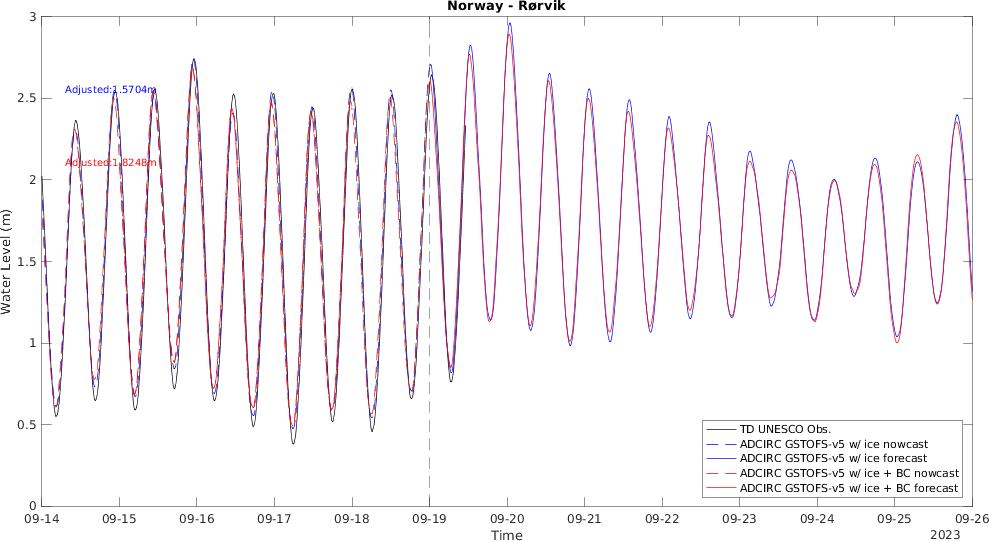 Norway - Rørvik
3
2.5
2
1.5
1
0.5
0
Water Level (m)
Adjusted:1.5704m
Adjusted:1.8248m
TD UNESCO Obs.
ADCIRC GSTOFS-v5 w/ ice nowcast
ADCIRC GSTOFS-v5 w/ ice forecast
ADCIRC GSTOFS-v5 w/ ice + BC nowcast
ADCIRC GSTOFS-v5 w/ ice + BC forecast
09-14 09-15 09-16 09-17 09-18 09-19 09-20 09-21 09-22 09-23 09-24 09-25 09-26
Time
2023